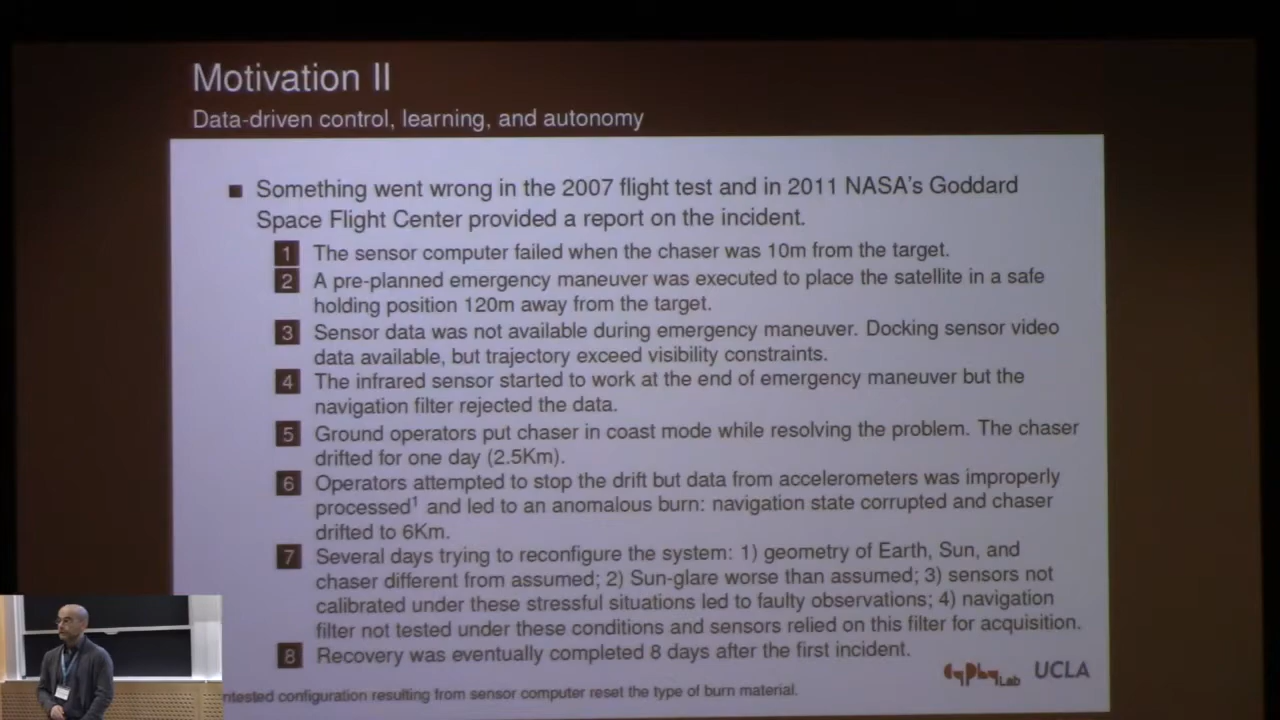 Motivation II
Data-driven control, learning, and autonomy
■ Something went wrong in the 2007 flight test and in 2011 NASA's Goddard
Space Flight Center provided a report on the incident.
1 The sensor computer failed when the chaser was 10m from the target.
2 A pre-planned emergency maneuver was executed to place the satellite in a safe
holding position 120m away from the target.
3 Sensor data was not available during emergency maneuver. Docking sensor video
data available, but trajectory exceed visibility constraints.
4 The infrared sensor started to work at the end of emergency maneuver but the
navigation filter rejected the data.
5 Ground operators put chaser in coast mode while resolving the problem. The chaser
drifted for one day (2.5Km).
6 Operators attempted to stop the drift but data from accelerometers was improperly
processed¹ and led to an anomalous burn: navigation state corrupted and chaser
drifted to 6Km.
7 Several days trying to reconfigure the system: 1) geometry of Earth, Sun, and
chaser different from assumed; 2) Sun-glare worse than assumed; 3) sensors not
calibrated under these stressful situations led to faulty observations; 4) navigation
filter not tested under these conditions and sensors relied on this filter for acquisition.
8 Recovery was eventually completed 8 days after the first incident.
CyPhyLab UCLA
ntested configuration resulting from sensor computer reset the type of burn material.